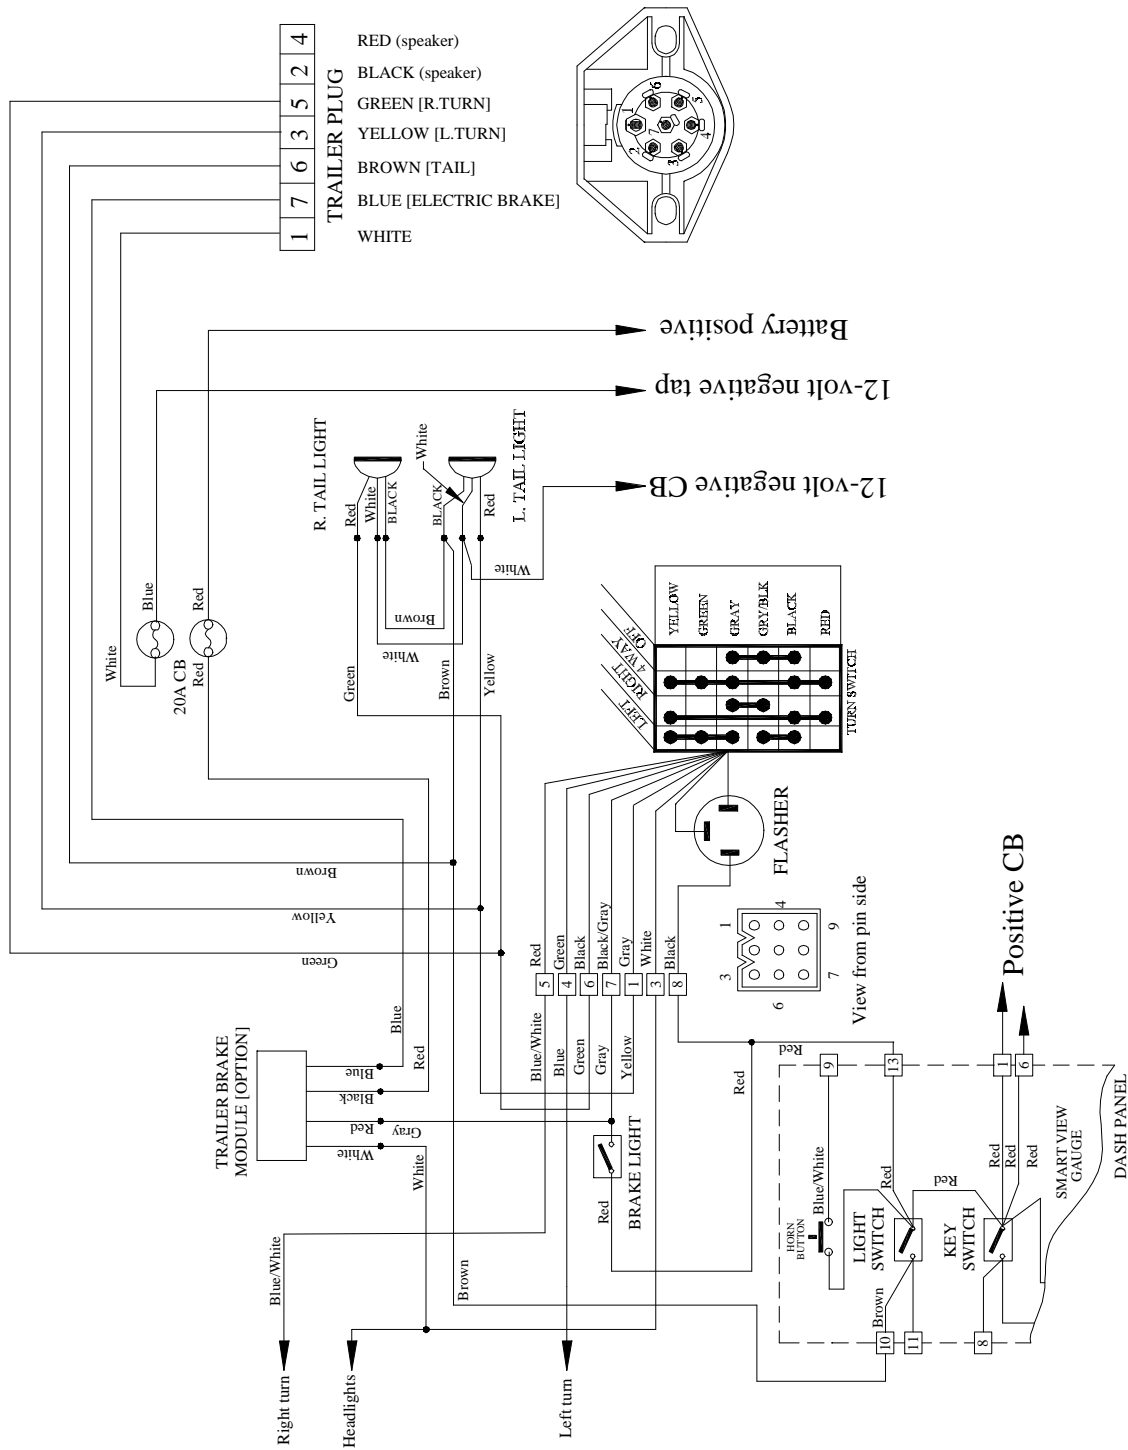 4 RED (speaker)
2 BLACK (speaker)
5 GREEN [R.TURN]
3 YELLOW [L.TURN]
6 BROWN [TAIL]
7 BLUE [ELECTRIC BRAKE]
1 WHITE
TRAILER PLUG
1
2
3
4
5
6
7
Battery positive
12-volt negative tap
12-volt negative CB
R. TAIL LIGHT
L. TAIL LIGHT
Red
White
BLACK
BLACK
White
Red
White
Blue
Red
White
20A CB
Red
Brown
White
Green
Brown
Yellow
OFF
4 WAY
RIGHT
LEFT
YELLOW
GREEN
GRAY
GRY/BLK
BLACK
RED
TURN SWITCH
FLASHER
Brown
Yellow
Green
Red
Green
Black
Black/Gray
Gray
White
Black
5
4
6
7
1
3
8
Blue/White
Blue
Green
Gray
Yellow
1
4
9
3
6
7
View from pin side
Positive CB
TRAILER BRAKE
MODULE [OPTION]
Blue
Black
Red
White
Blue
Red
Gray
White
BRAKE LIGHT
Red
Red
Red
9
13
1
6
Blue/White
Red
Red
Red
Red
Red
HORN
BUTTON
LIGHT
SWITCH
KEY
SWITCH
SMART VIEW
GAUGE
DASH PANEL
Brown
10
11
8
Blue/White
Brown
Right turn
Headlights
Left turn